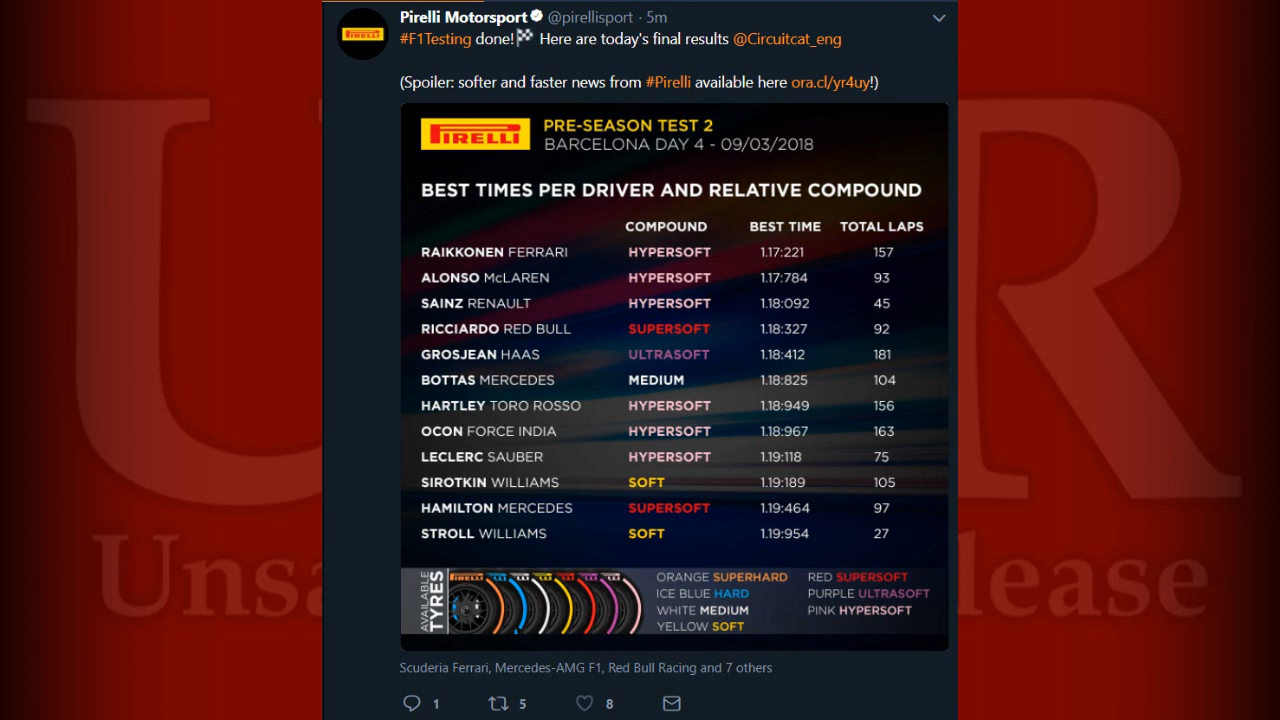 Pirelli Motorsport @pirellisport · 5m
#F1Testing done! Here are today's final results @Circuitcat_eng
(Spoiler: softer and faster news from #Pirelli available here ora.cl/yr4uy!)
PIRELLI
PIRELLI
PRE-SEASON TEST 2
BARCELONA DAY 4 - 09/03/2018
BEST TIMES PER DRIVER AND RELATIVE COMPOUND
COMPOUND BEST TIME TOTAL LAPS
RAIKKONEN FERRARI HYPERSOFT 1.17:221 157
ALONSO McLAREN HYPERSOFT 1.17:784 93
SAINZ RENAULT HYPERSOFT 1.18:092 45
RICCIARDO RED BULL SUPERSOFT 1.18:327 92
GROSJEAN HAAS ULTRASOFT 1.18:412 181
BOTTAS MERCEDES MEDIUM 1.18:825 104
HARTLEY TORO ROSSO HYPERSOFT 1.18:949 156
OCON FORCE INDIA HYPERSOFT 1.18:967 163
LECLERC SAUBER HYPERSOFT 1.19:118 75
SIROTKIN WILLIAMS SOFT 1.19:189 105
HAMILTON MERCEDES SUPERSOFT 1.19:464 97
STROLL WILLIAMS SOFT 1.19:954 27
AVAILABLE
TYRES
PIRELLI
ORANGE SUPERHARD
ICE BLUE HARD
WHITE MEDIUM
YELLOW SOFT
RED SUPERSOFT
PURPLE ULTRASOFT
PINK HYPERSOFT
Scuderia Ferrari, Mercedes-AMG F1, Red Bull Racing and 7 others
1 5 8
U R
Unsa lease